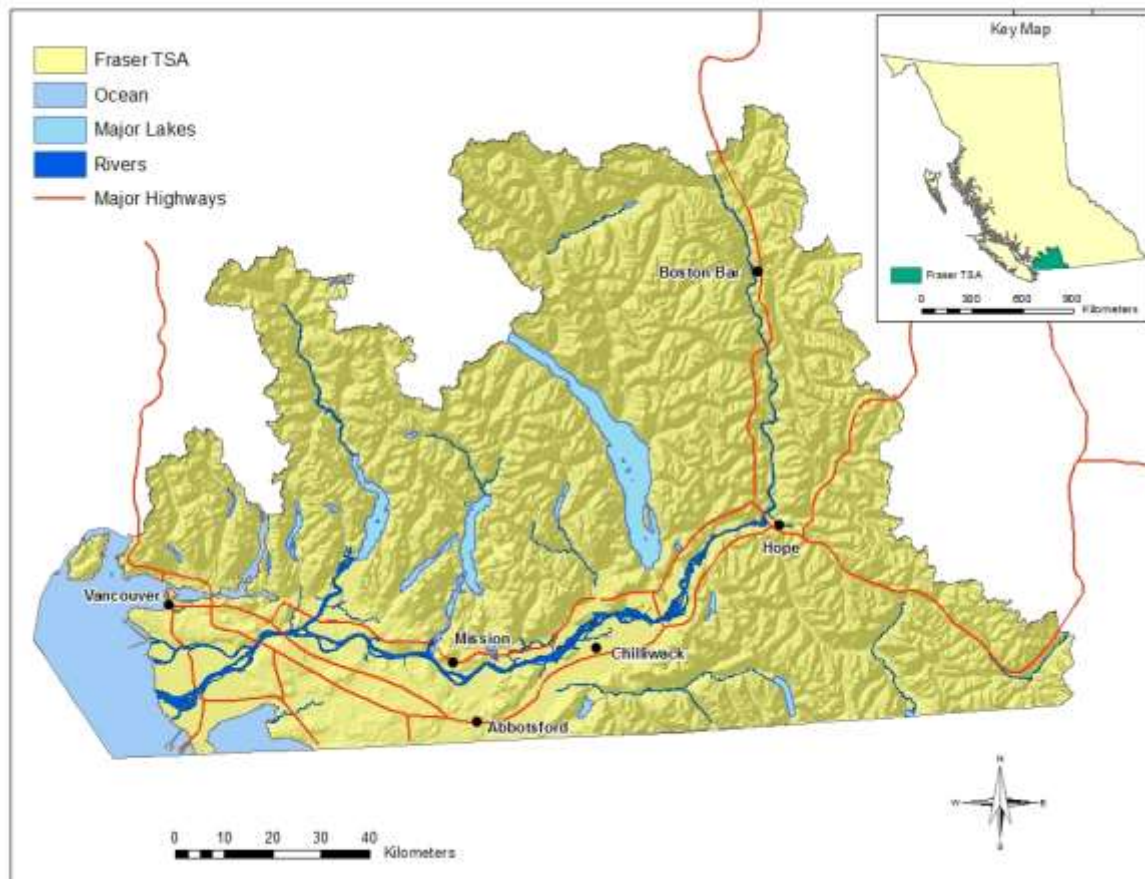 Fraser TSA
Ocean
Major Lakes
Rivers
Major Highways
Key Map
Fraser TSA
0 300 600 900
Kilometers
Boston Bar
Hope
Vancouver
Mission
Chilliwack
Abbotsford
N
W E
S
0 10 20 30 40
Kilometers